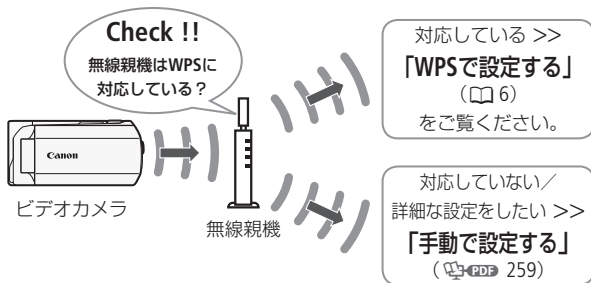 Check !!
無線親機はWPSに
対応している？
Canon
ビデオカメラ
無線親機
対応している >>
「WPSで設定する」
（ 6）
をご覧ください。
対応していない／
詳細な設定をしたい >>
「手動で設定する」
（ PDF 259）